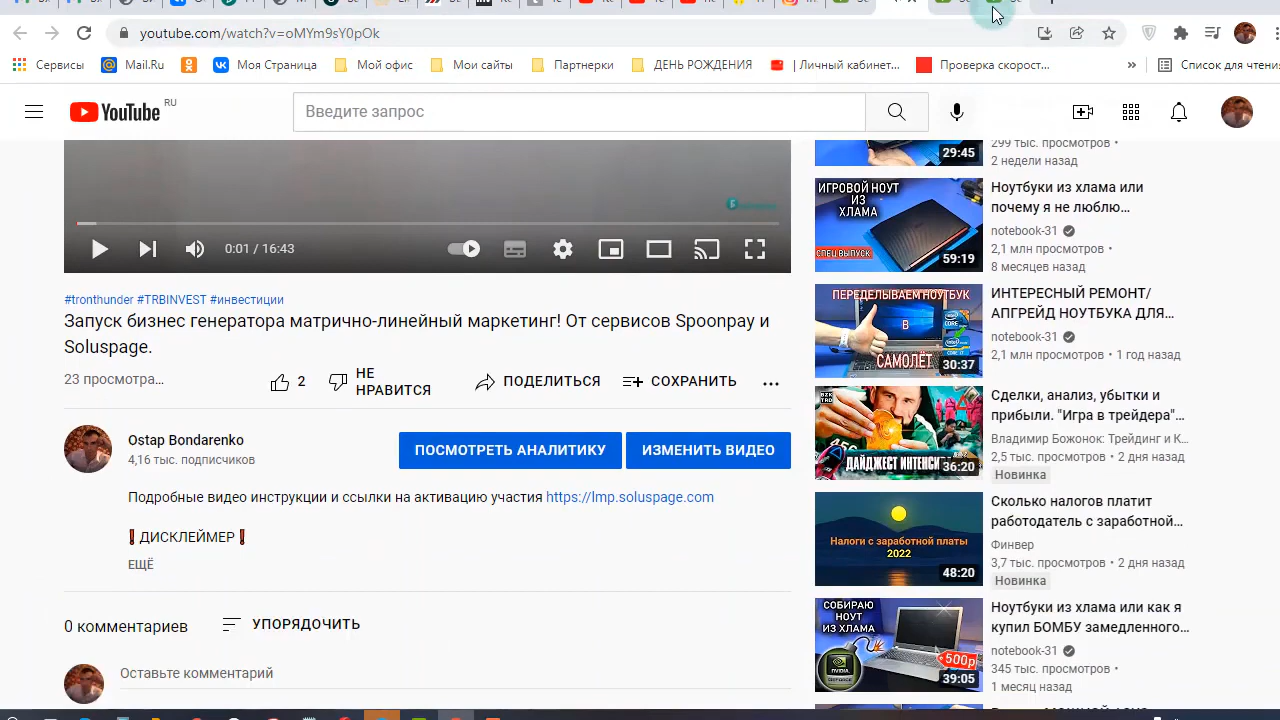 youtube.com/watch?v=oMYm9sY0pOk
Сервисы
Mail.Ru
Моя Страница
Мой офис
Мои сайты
Партнерки
ДЕНЬ РОЖДЕНИЯ
| Личный кабинет...
Проверка скорост...
»
Список для чтени
YouTube
RU
Введите запрос
0:01 / 16:43
#tronthunder #TRBINVEST #инвестиции
Запуск бизнес генератора матрично-линейный маркетинг! От сервисов Spoonpay и
Soluspage.
23 просмотра...
2
НЕ
НРАВИТСЯ
ПОДЕЛИТЬСЯ
СОХРАНИТЬ
Ostap Bondarenko
4,16 тыс. подписчиков
ПОСМОТРЕТЬ АНАЛИТИКУ
ИЗМЕНИТЬ ВИДЕО
Подробные видео инструкции и ссылки на активацию участия https://lmp.soluspage.com
❗ДИСКЛЕЙМЕР❗
ЕЩЁ
0 комментариев
УПОРЯДОЧИТЬ
Оставьте комментарий
29:45
299 тыс. просмотров •
2 недели назад
ИГРОВОЙ НОУТ
ИЗ
ХЛАМА
СПЕЦ ВЫПУСК
59:19
Ноутбуки из хлама или
почему я не люблю...
notebook-31
2,1 млн просмотров •
8 месяцев назад
ПЕРЕДЕЛЫВАЕМ НОУТБУК
В
САМОЛЁТ
30:37
ИНТЕРЕСНЫЙ РЕМОНТ/
АПГРЕЙД НОУТБУКА ДЛЯ...
notebook-31
2,1 млн просмотров • 1 год назад
ДАЙДЖЕСТ ИНТЕНСИ
36:20
Сделки, анализ, убытки и
прибыли. "Игра в трейдера"...
Владимир Божонок: Трейдинг и К...
2,5 тыс. просмотров • 2 дня назад
Новинка
Налоги с заработной платы
2022
48:20
Сколько налогов платит
работодатель с заработной...
Финвер
3,7 тыс. просмотров • 2 дня назад
Новинка
СОБИРАЮ
НОУТ
ИЗ ХЛАМА
500р
39:05
Ноутбуки из хлама или как я
купил БОМБУ замедленного...
notebook-31
345 тыс. просмотров •
1 месяц назад